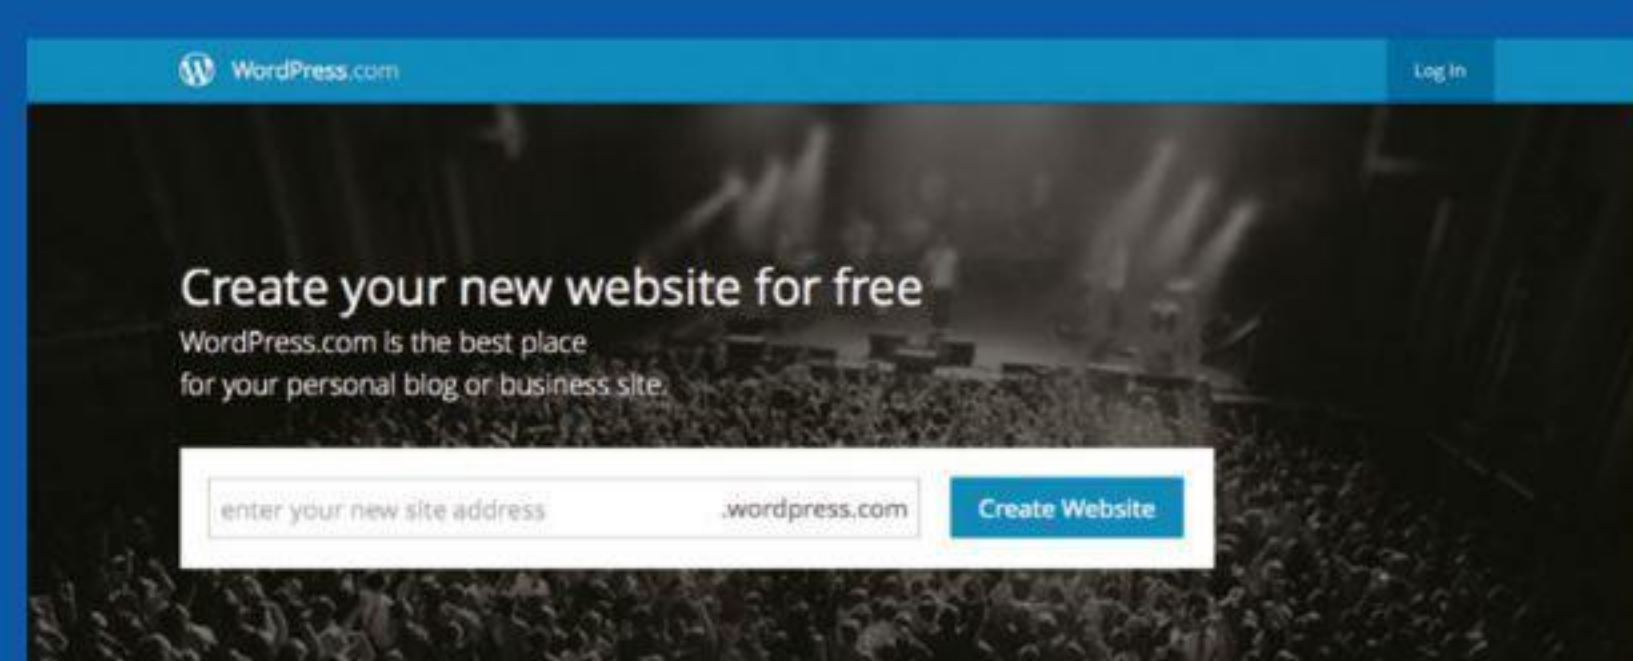 WordPress.com
Log In
Create your new website for free
WordPress.com is the best place
for your personal blog or business site.
enter your new site address
.wordpress.com
Create Website